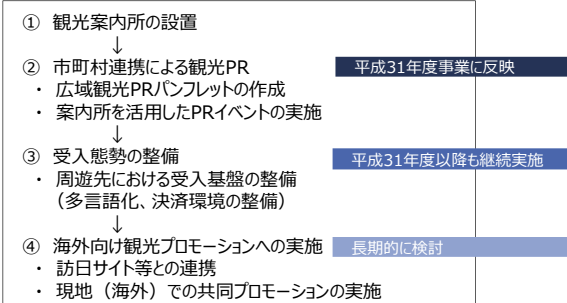 ① 観光案内所の設置
↓
② 市町村連携による観光PR
平成31年度事業に反映
・ 広域観光PRパンフレットの作成
・ 案内所を活用したPRイベントの実施
↓
③ 受入態勢の整備
平成31年度以降も継続実施
・ 周遊先における受入基盤の整備
（多言語化、決済環境の整備）
↓
④ 海外向け観光プロモーションへの実施
長期的に検討
・ 訪日サイト等との連携
・ 現地（海外）での共同プロモーションの実施